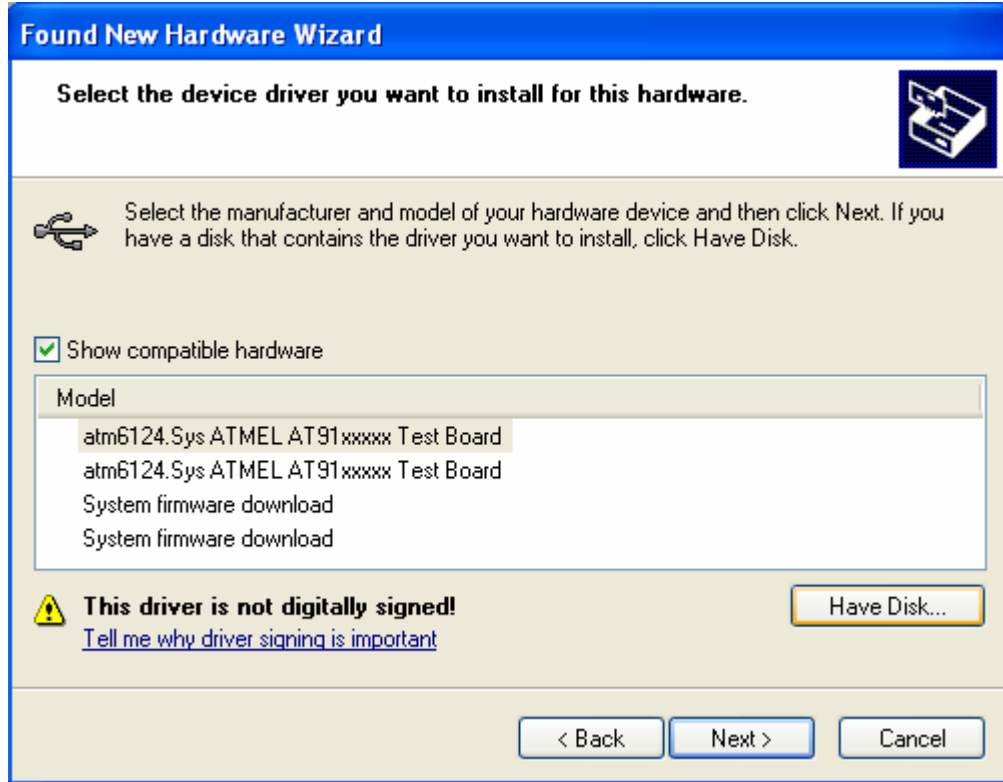 Found New Hardware Wizard
Select the device driver you want to install for this hardware.
Select the manufacturer and model of your hardware device and then click Next. If you
have a disk that contains the driver you want to install, click Have Disk.
Show compatible hardware
Model
atm6124.Sys ATMEL AT91xxxxx Test Board
atm6124.Sys ATMEL AT91xxxxx Test Board
System firmware download
System firmware download
This driver is not digitally signed!
Have Disk...
Tell me why driver signing is important
< Back
Next >
Cancel